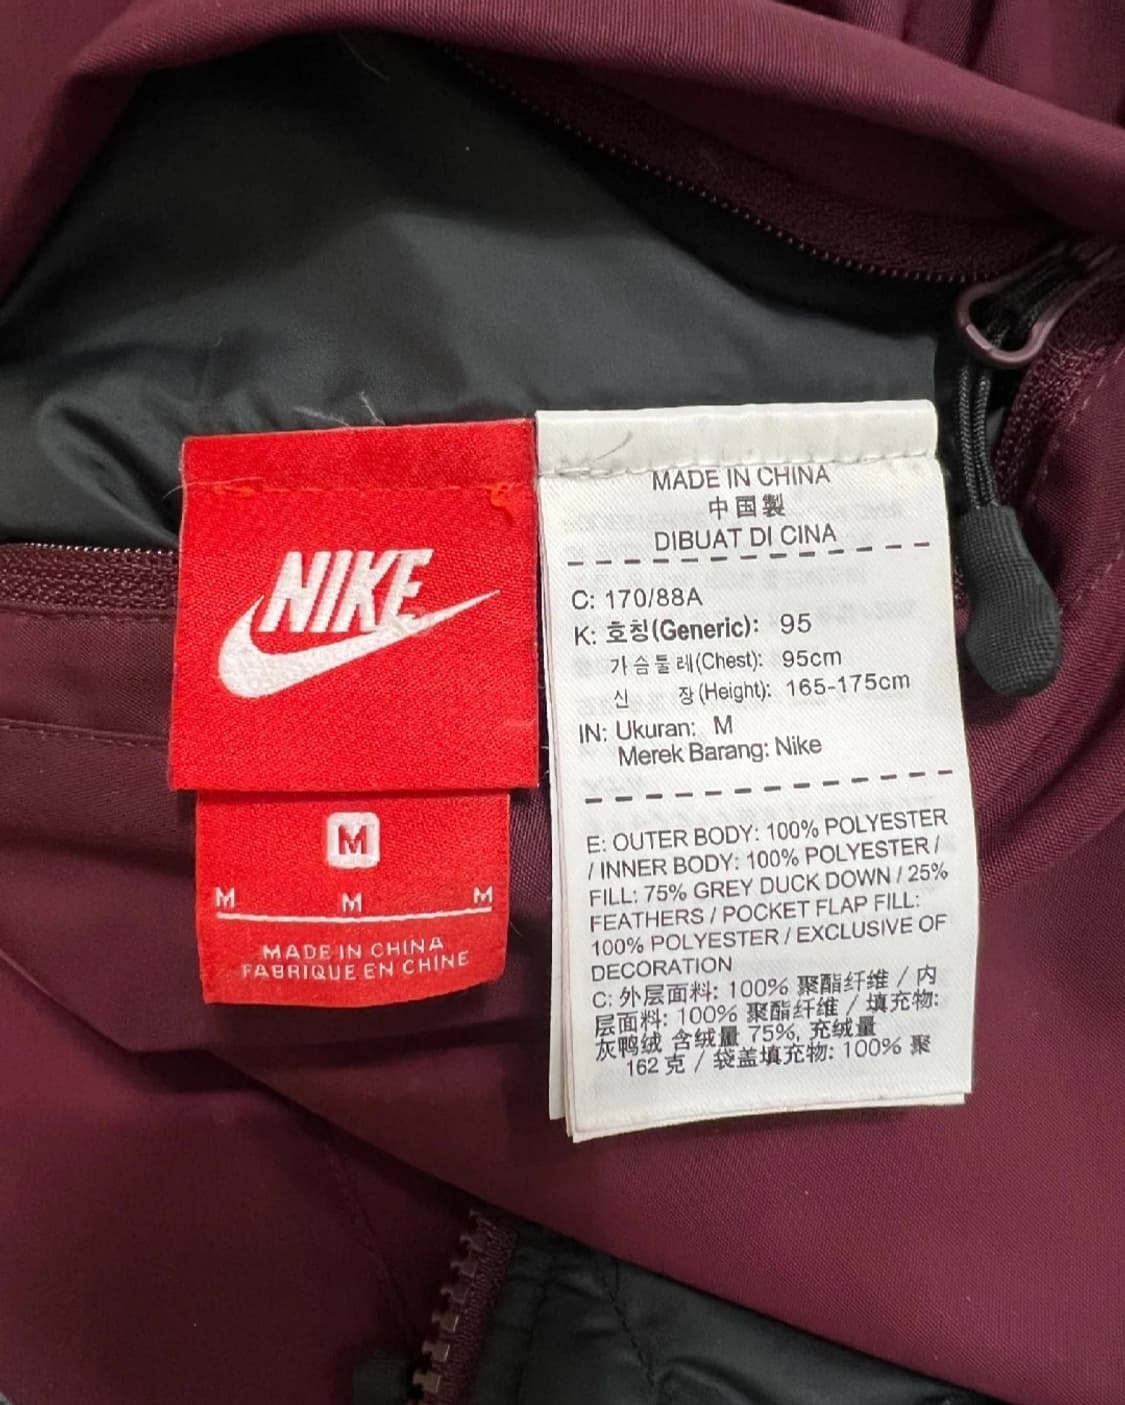 NIKE
M
M M M
MADE IN CHINA
FABRIQUE EN CHINE
MADE IN CHINA
中国製
DIBUAT DI CINA
C: 170/88A
K: 호칭(Generic): 95
가슴둘레(Chest): 95cm
신 장(Height): 165-175cm
IN: Ukuran: M
Merek Barang: Nike
E: OUTER BODY: 100% POLYESTER
/ INNER BODY: 100% POLYESTER /
FILL: 75% GREY DUCK DOWN / 25%
FEATHERS / POCKET FLAP FILL:
100% POLYESTER / EXCLUSIVE OF
DECORATION
C: 外层面料: 100% 聚酯纤维 / 内
层面料: 100% 聚酯纤维 / 填充物:
灰鸭绒 含绒量 75%, 充绒量
162 克 / 袋盖填充物: 100% 聚